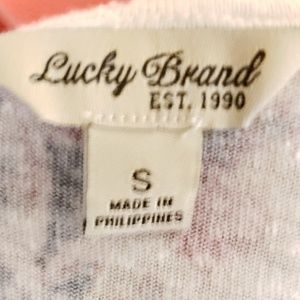 Lucky Brand
EST. 1990
S
MADE IN
PHILIPPINES